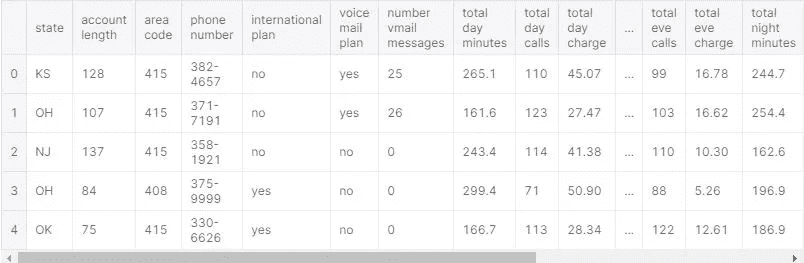 state account length area code phone number international plan voice mail plan number vmail messages total day minutes total day calls total day charge ... total eve calls total eve charge total night minutes
0 KS 128 415 382-4657 no yes 25 265.1 110 45.07 ... 99 16.78 244.7
1 OH 107 415 371-7191 no yes 26 161.6 123 27.47 ... 103 16.62 254.4
2 NJ 137 415 358-1921 no no 0 243.4 114 41.38 ... 110 10.30 162.6
3 OH 84 408 375-9999 yes no 0 299.4 71 50.90 ... 88 5.26 196.9
4 OK 75 415 330-6626 yes no 0 166.7 113 28.34 ... 122 12.61 186.9